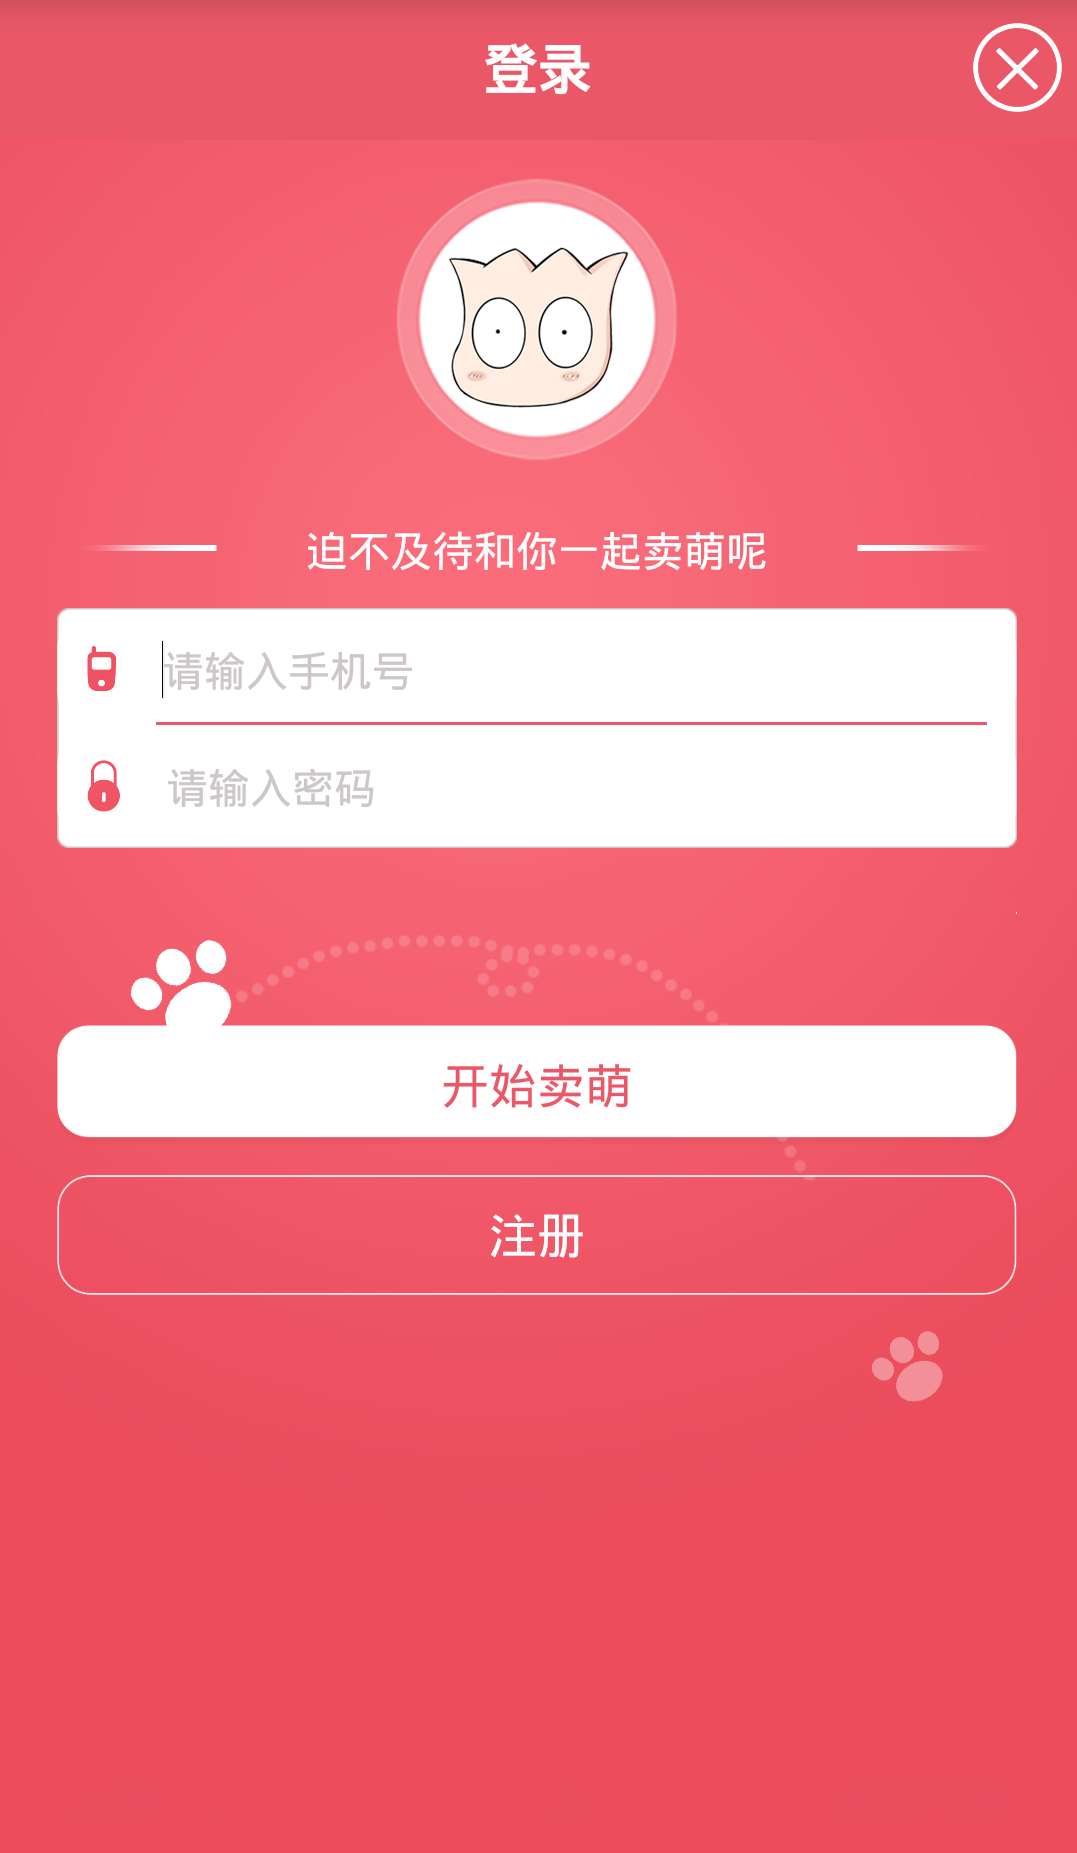 登录
迫不及待和你一起卖萌呢
请输入手机号
请输入密码
开始卖萌
注册